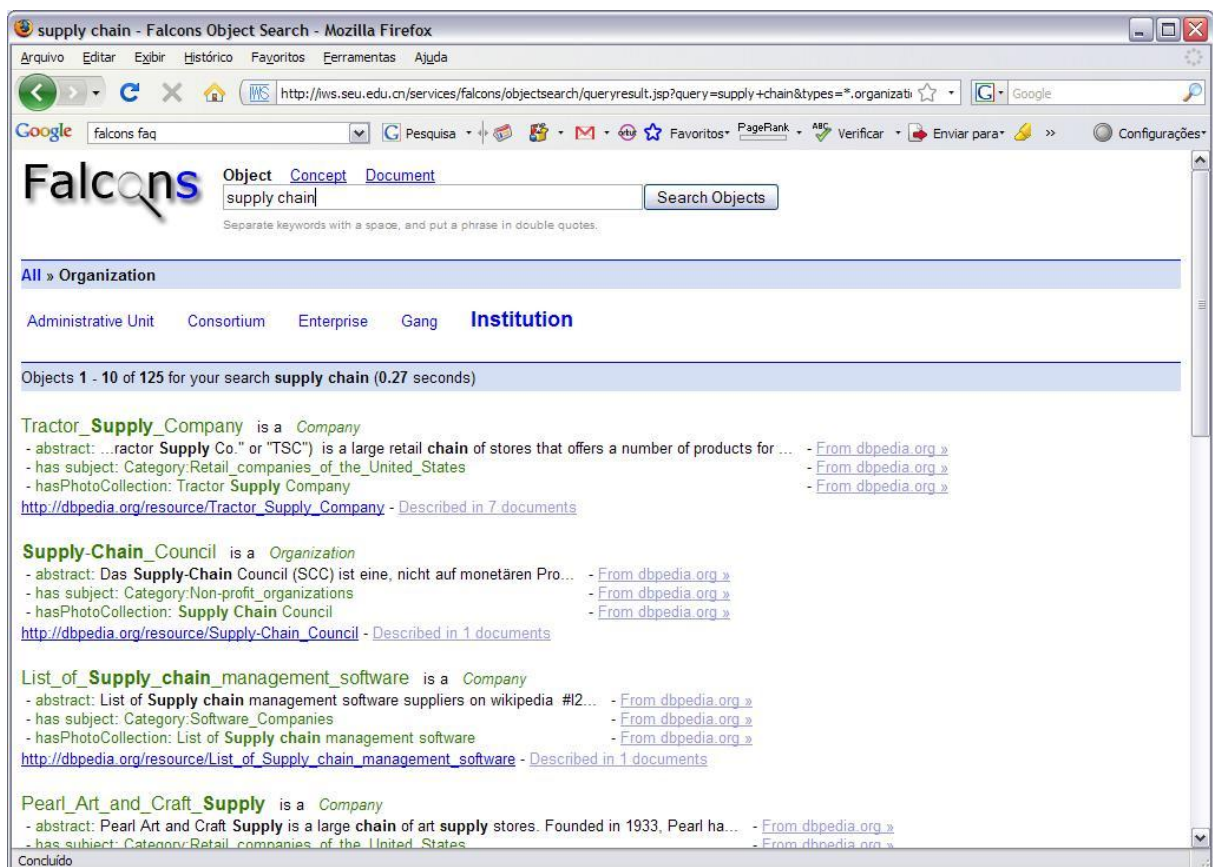 supply chain - Falcons Object Search - Mozilla Firefox
Arquivo Editar Exibir Histórico Favoritos Ferramentas Ajuda
http://iws.seu.edu.cn/services/falcons/objectsearch/queryresult.jsp?query=supply+chain&types=*.organizati G Google
Google falcons faq G Pesquisa PageRank ABC Verificar Enviar para » Configurações
Falcons
Object Concept Document
supply chain Search Objects
Separate keywords with a space, and put a phrase in double quotes.
All » Organization
Administrative Unit Consortium Enterprise Gang Institution
Objects 1 - 10 of 125 for your search supply chain (0.27 seconds)
Tractor_Supply_Company is a Company
- abstract: ...ractor Supply Co." or "TSC") is a large retail chain of stores that offers a number of products for ... - From dbpedia.org »
- has subject: Category:Retail_companies_of_the_United_States - From dbpedia.org »
- hasPhotoCollection: Tractor Supply Company - From dbpedia.org »
http://dbpedia.org/resource/Tractor_Supply_Company - Described in 7 documents
Supply-Chain_Council is a Organization
- abstract: Das Supply-Chain Council (SCC) ist eine, nicht auf monetären Pro... - From dbpedia.org »
- has subject: Category:Non-profit_organizations - From dbpedia.org »
- hasPhotoCollection: Supply Chain Council - From dbpedia.org »
http://dbpedia.org/resource/Supply-Chain_Council - Described in 1 documents
List_of_Supply_chain_management_software is a Company
- abstract: List of Supply chain management software suppliers on wikipedia #l2... - From dbpedia.org »
- has subject: Category:Software_Companies - From dbpedia.org »
- hasPhotoCollection: List of Supply chain management software - From dbpedia.org »
http://dbpedia.org/resource/List_of_Supply_chain_management_software - Described in 1 documents
Pearl_Art_and_Craft_Supply is a Company
- abstract: Pearl Art and Craft Supply is a large chain of art supply stores. Founded in 1933, Pearl ha... - From dbpedia.org »
- has subject: Category:Retail_companies_of_the_United_States - From dbpedia.org »
Concluído